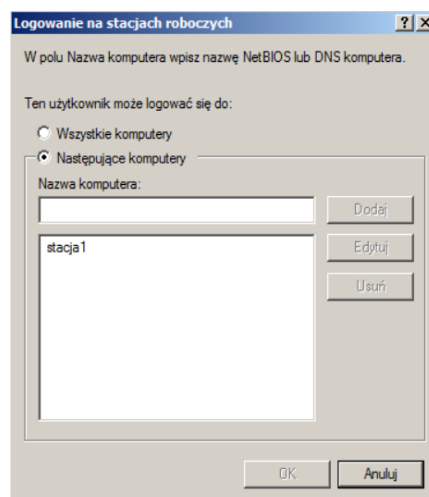 Logowanie na stacjach roboczych
W polu Nazwa komputera wpisz nazwę NetBIOS lub DNS komputera.
Ten użytkownik może logować się do:
Wszystkie komputery
Następujące komputery
Nazwa komputera:
Dodaj
stacja1
Edytuj
Usuń
OK
Anuluj